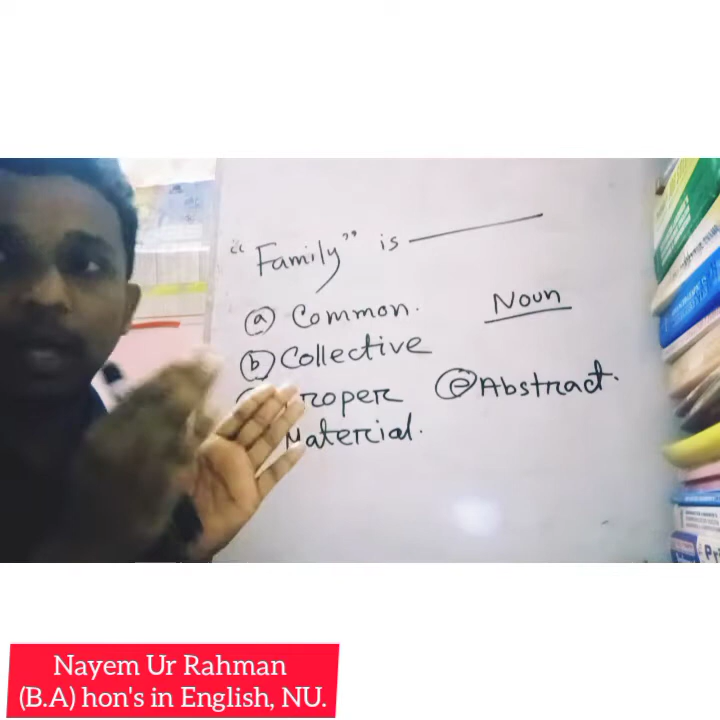 "Family" is
ⓐ Common.
Noun
ⓑ Collective
ⓔ Abstract.
Material.
Nayem Ur Rahman
(B.A) hon's in English, NU.